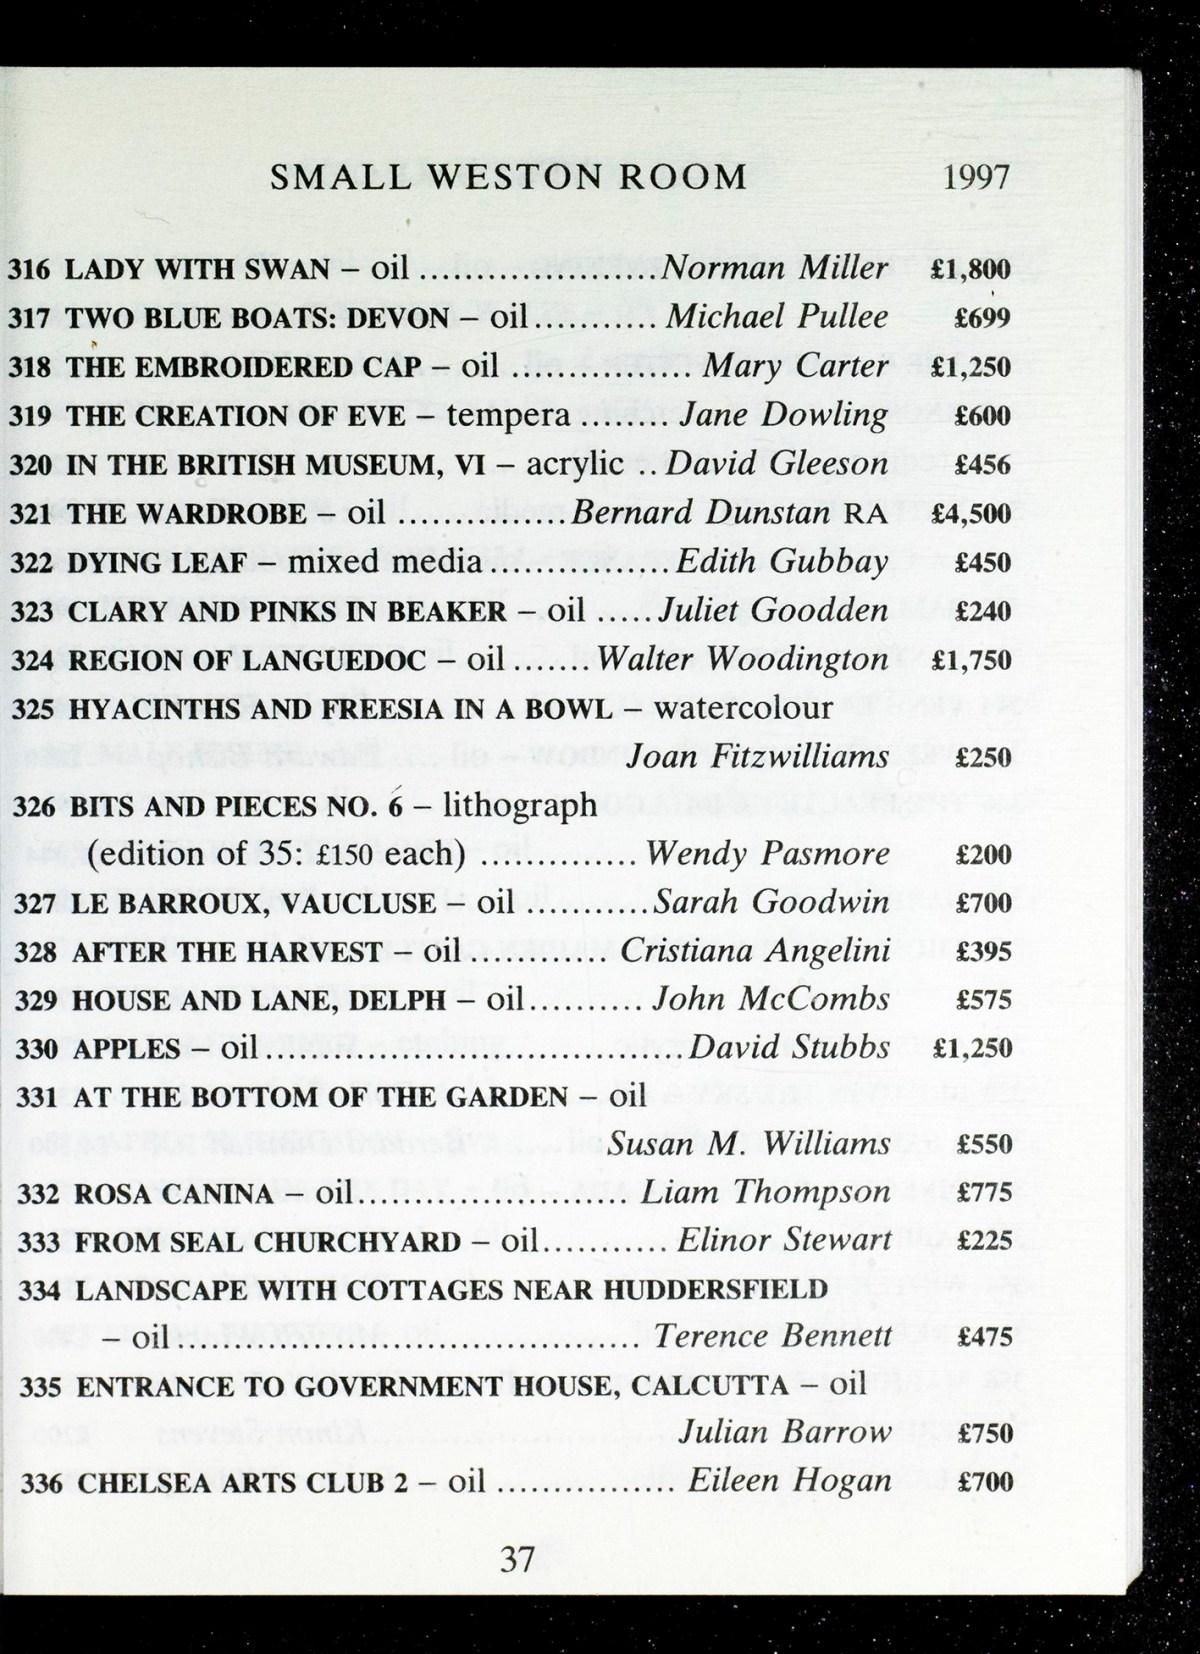 SMALL WESTON ROOM 1997
316 LADY WITH SWAN – oil ........................Norman Miller £1,800
317 TWO BLUE BOATS: DEVON – oil............ Michael Pullee £699
318 THE EMBROIDERED CAP – oil .................. Mary Carter £1,250
319 THE CREATION OF EVE – tempera ........ Jane Dowling £600
320 IN THE BRITISH MUSEUM, VI – acrylic .. David Gleeson £456
321 THE WARDROBE – oil ................Bernard Dunstan RA £4,500
322 DYING LEAF – mixed media..................Edith Gubbay £450
323 CLARY AND PINKS IN BEAKER – oil ..... Juliet Goodden £240
324 REGION OF LANGUEDOC – oil........Walter Woodington £1,750
325 HYACINTHS AND FREESIA IN A BOWL – watercolour
Joan Fitzwilliams £250
326 BITS AND PIECES NO. 6 – lithograph
(edition of 35: £150 each) ............... Wendy Pasmore £200
327 LE BARROUX, VAUCLUSE – oil ...........Sarah Goodwin £700
328 AFTER THE HARVEST – oil............. Cristiana Angelini £395
329 HOUSE AND LANE, DELPH – oil.......... John McCombs £575
330 APPLES – oil......................................David Stubbs £1,250
331 AT THE BOTTOM OF THE GARDEN – oil
Susan M. Williams £550
332 ROSA CANINA – oil......................... Liam Thompson £775
333 FROM SEAL CHURCHYARD – oil........... Elinor Stewart £225
334 LANDSCAPE WITH COTTAGES NEAR HUDDERSFIELD
– oil.......................................... Terence Bennett £475
335 ENTRANCE TO GOVERNMENT HOUSE, CALCUTTA – oil
Julian Barrow £750
336 CHELSEA ARTS CLUB 2 – oil ................ Eileen Hogan £700
37